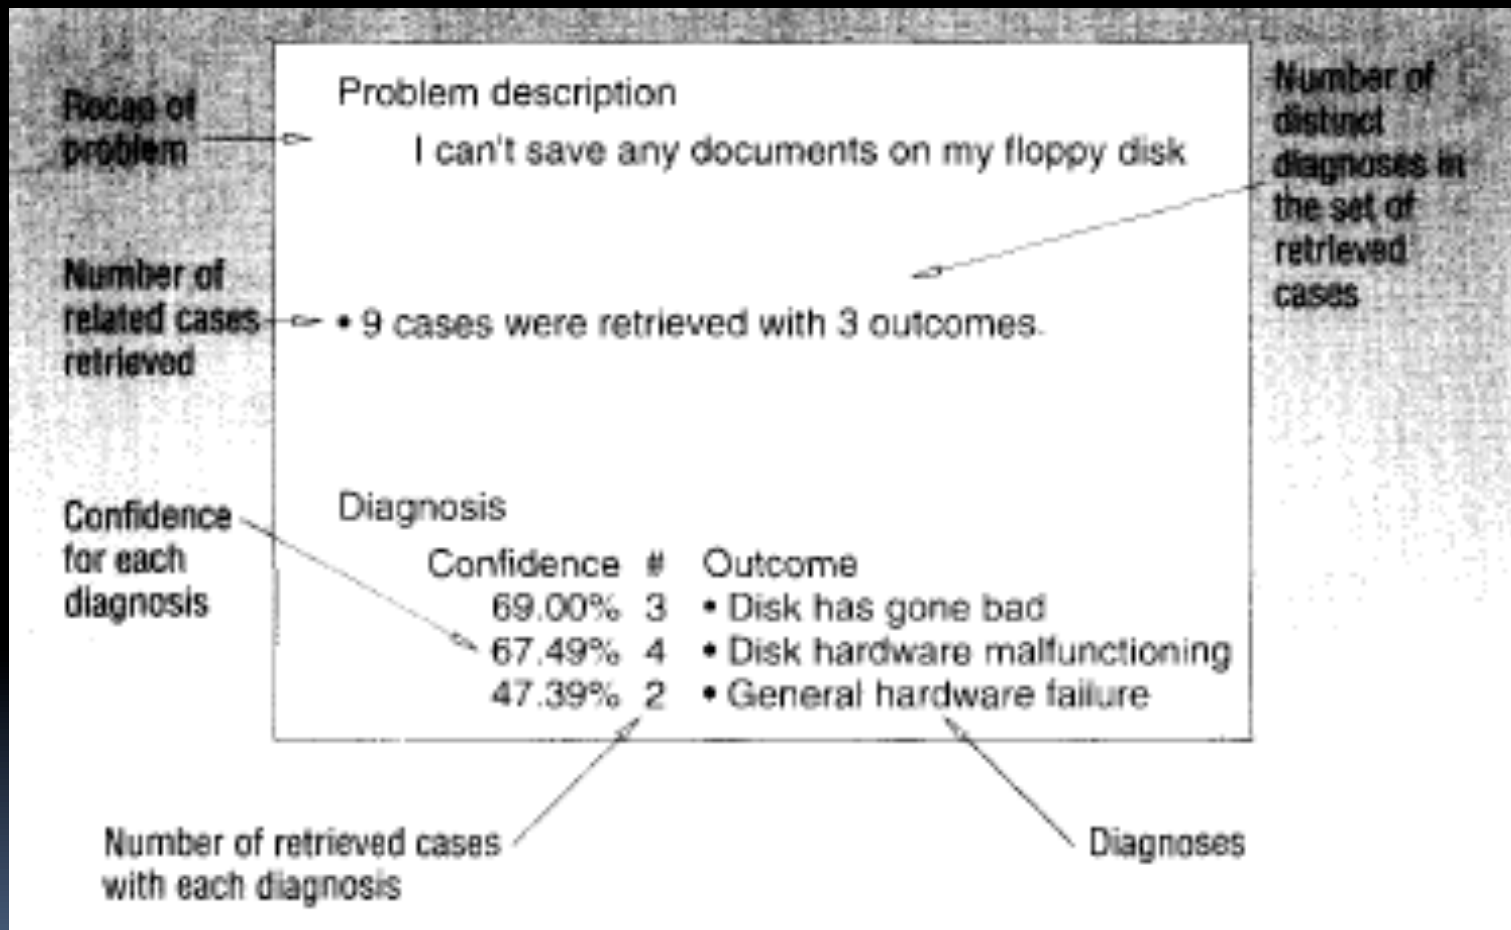 Recap of
problem
Problem description
I can't save any documents on my floppy disk
Number of
distinct
diagnoses in
the set of
retrieved
cases
Number of
related cases
retrieved
• 9 cases were retrieved with 3 outcomes.
Confidence
for each
diagnosis
Diagnosis
Confidence # Outcome
69.00% 3 • Disk has gone bad
67.49% 4 • Disk hardware malfunctioning
47.39% 2 • General hardware failure
Number of retrieved cases
with each diagnosis
Diagnoses